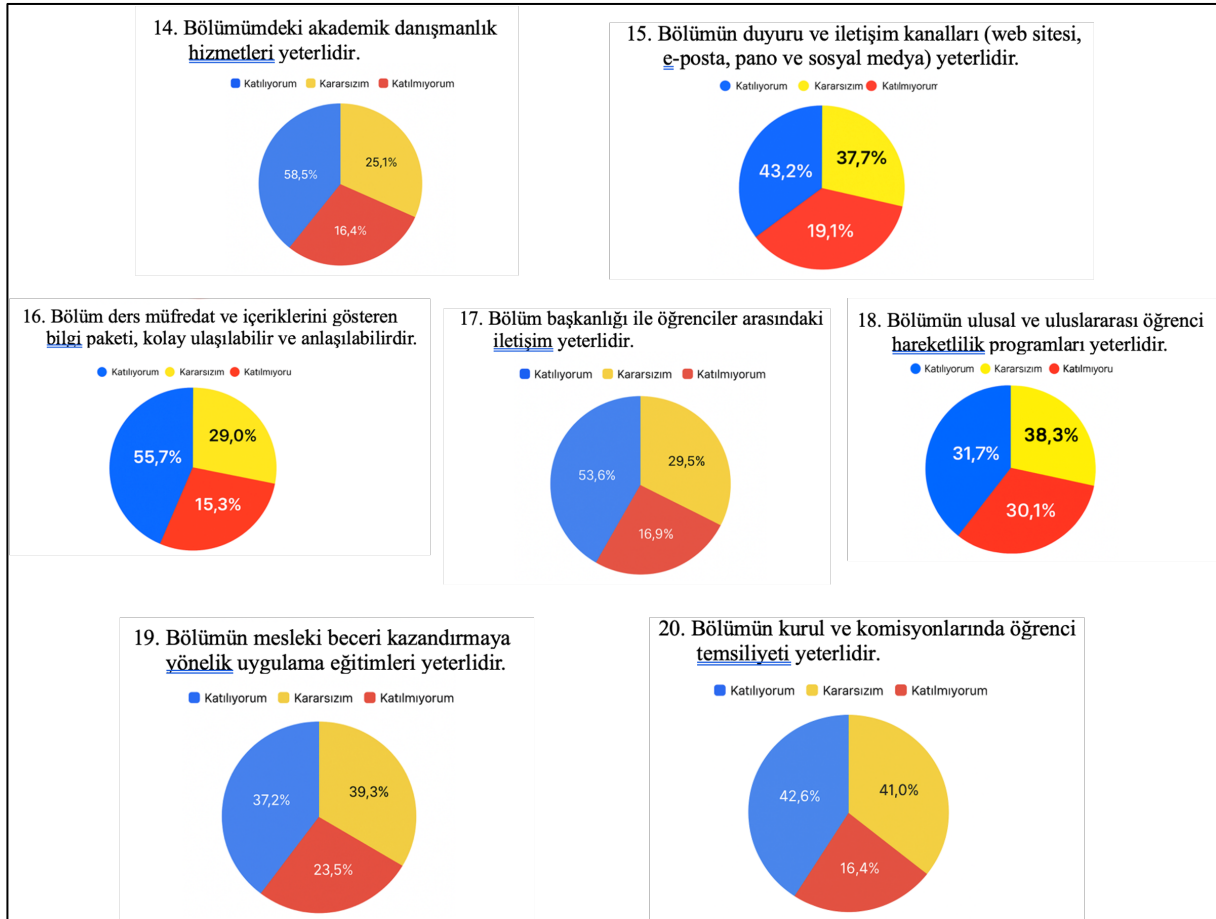 14. Bölümümdeki akademik danışmanlık
hizmetleri yeterlidir.
Katılıyorum Kararsızım Katılmıyorum
58,5%
25,1%
16,4%
15. Bölümün duyuru ve iletişim kanalları (web sitesi,
e-posta, pano ve sosyal medya) yeterlidir.
Katılıyorum Kararsızım Katılmıyorum
43,2%
37,7%
19,1%
16. Bölüm ders müfredat ve içeriklerini gösteren
bilgi paketi, kolay ulaşılabilir ve anlaşılabilirdir.
Katılıyorum Kararsızım Katılmıyoru
55,7%
29,0%
15,3%
17. Bölüm başkanlığı ile öğrenciler arasındaki
iletişim yeterlidir.
Katılıyorum Kararsızım Katılmıyorum
53,6%
29,5%
16,9%
18. Bölümün ulusal ve uluslararası öğrenci
hareketlilik programları yeterlidir.
Katılıyorum Kararsızım Katılmıyoru
31,7%
38,3%
30,1%
19. Bölümün mesleki beceri kazandırmaya
yönelik uygulama eğitimleri yeterlidir.
Katılıyorum Kararsızım Katılmıyorum
37,2%
39,3%
23,5%
20. Bölümün kurul ve komisyonlarında öğrenci
temsiliyeti yeterlidir.
Katılıyorum Kararsızım Katılmıyorum
42,6%
41,0%
16,4%